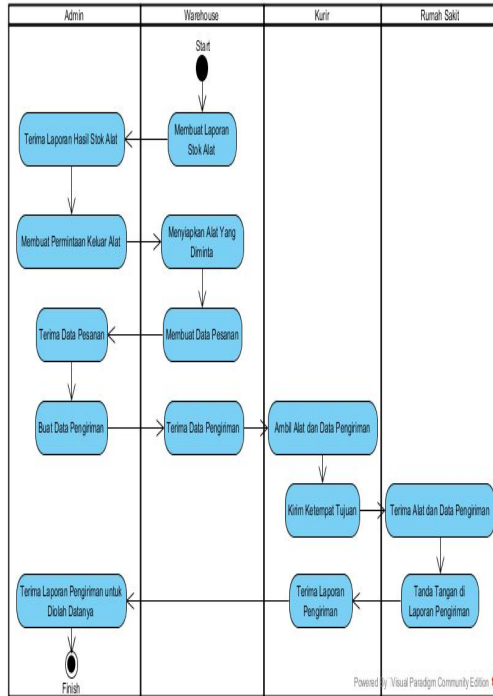 Admin
Warehouse
Kurir
Rumah Sakit
Start
Membuat Laporan
Stok Alat
Terima Laporan Hasil Stok Alat
Membuat Permintaan Keluar Alat
Menyiapkan Alat Yang
Diminta
Membuat Data Pesanan
Terima Data Pesanan
Buat Data Pengiriman
Terima Data Pengiriman
Ambil Alat dan Data Pengiriman
Kirim Ketempat Tujuan
Terima Alat dan Data Pengiriman
Tanda Tangan di
Laporan Pengiriman
Terima Laporan
Pengiriman
Terima Laporan Pengiriman untuk
Diolah Datanya
Finish
Powered By Visual Paradigm Community Edition